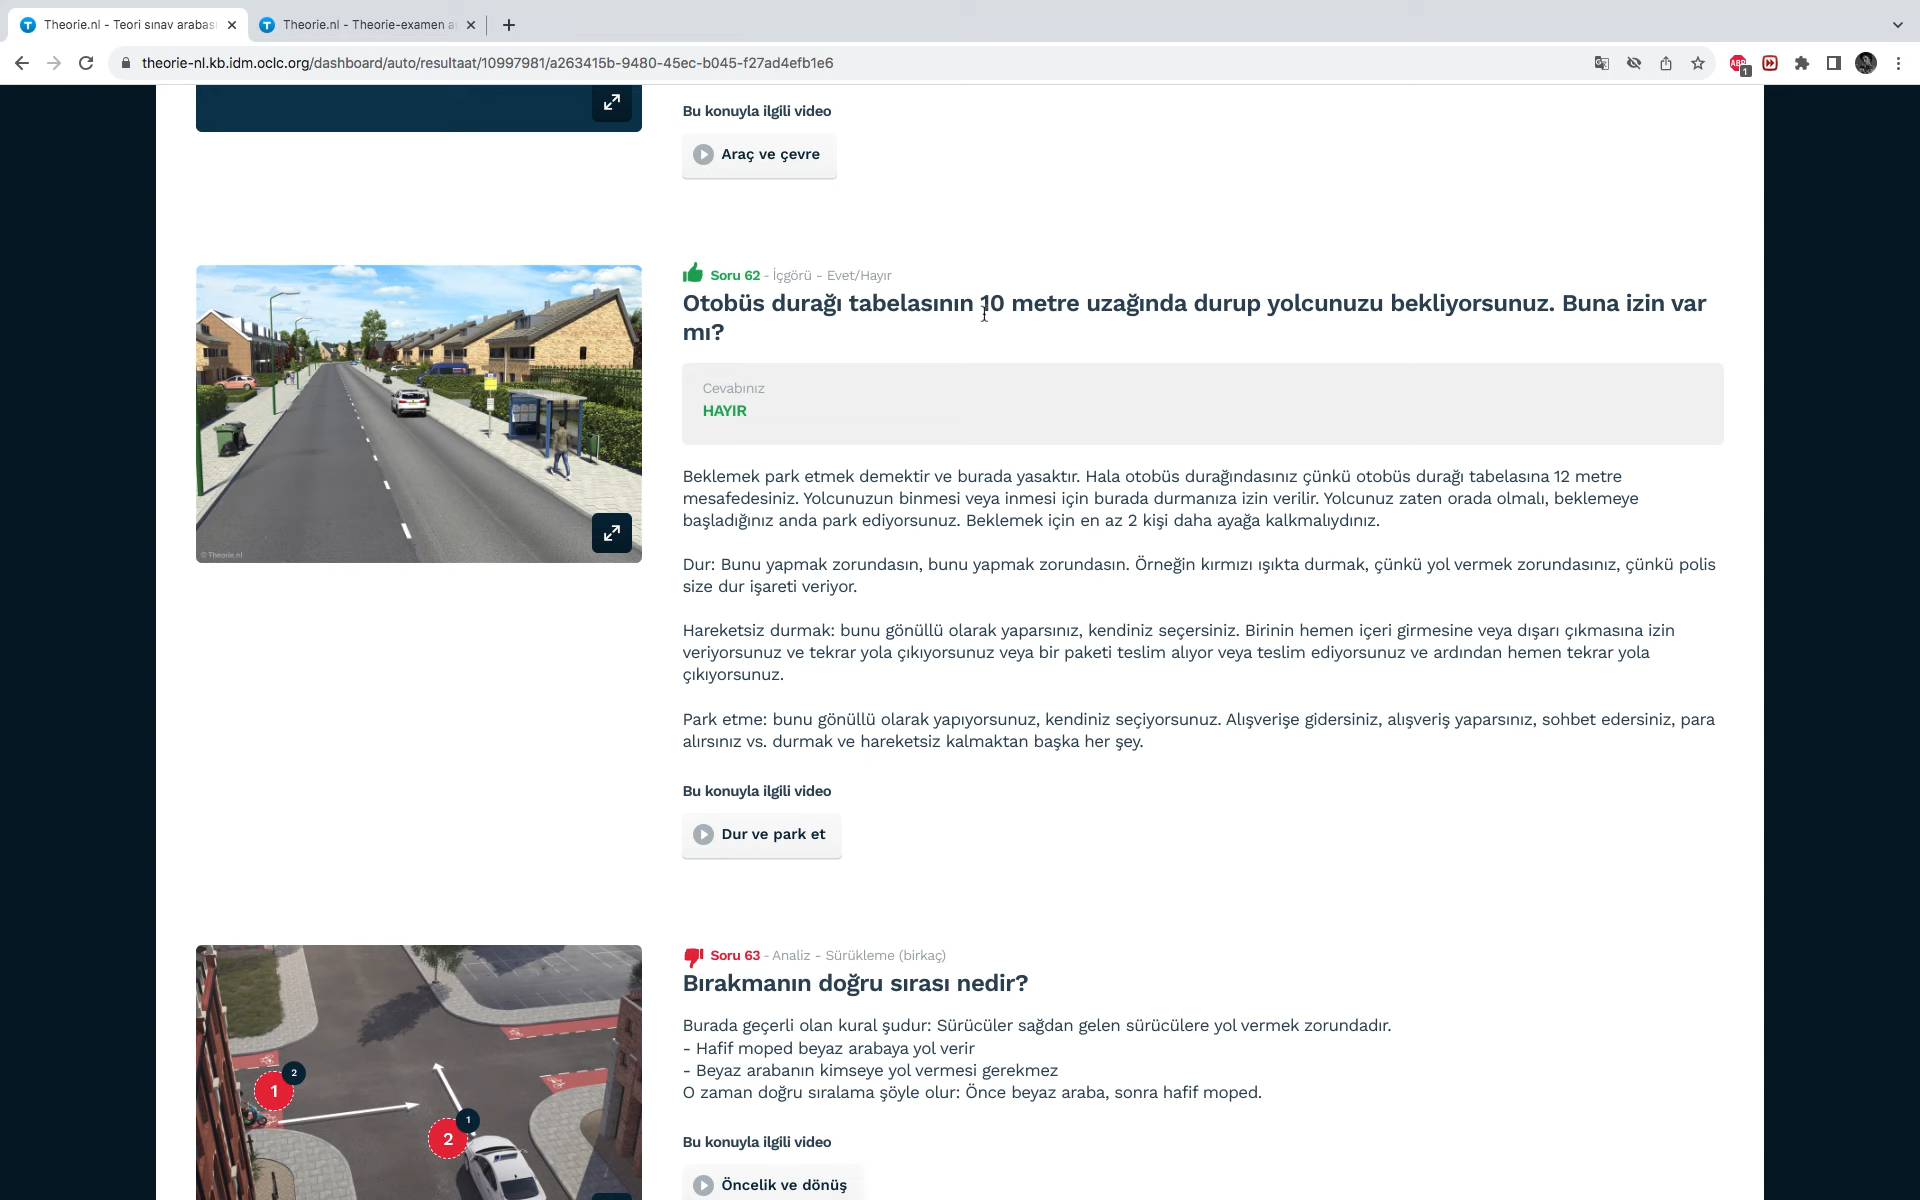 Theorie.nl - Teori sınav arabas
Theorie.nl - Theorie-examen a
theorie-nl.kb.idm.oclc.org/dashboard/auto/resultaat/10997981/a263415b-9480-45ec-b045-f27ad4efb1e6
ABP
1
Bu konuyla ilgili video
Araç ve çevre
Soru 62 - İçgörü - Evet/Hayır
Otobüs durağı tabelasının 10 metre uzağında durup yolcunuzu bekliyorsunuz. Buna izin var
mı?
Cevabınız
HAYIR
Beklemek park etmek demektir ve burada yasaktır. Hala otobüs durağındasınız çünkü otobüs durağı tabelasına 12 metre
mesafedesiniz. Yolcunuzun binmesi veya inmesi için burada durmanıza izin verilir. Yolcunuz zaten orada olmalı, beklemeye
başladığınız anda park ediyorsunuz. Beklemek için en az 2 kişi daha ayağa kalkmalıydınız.
Dur: Bunu yapmak zorundasın, bunu yapmak zorundasın. Örneğin kırmızı ışıkta durmak, çünkü yol vermek zorundasınız, çünkü polis
size dur işareti veriyor.
Hareketsiz durmak: bunu gönüllü olarak yaparsınız, kendiniz seçersiniz. Birinin hemen içeri girmesine veya dışarı çıkmasına izin
veriyorsunuz ve tekrar yola çıkıyorsunuz veya bir paketi teslim alıyor veya teslim ediyorsunuz ve ardından hemen tekrar yola
çıkıyorsunuz.
Park etme: bunu gönüllü olarak yapıyorsunuz, kendiniz seçiyorsunuz. Alışverişe gidersiniz, alışveriş yaparsınız, sohbet edersiniz, para
alırsınız vs. durmak ve hareketsiz kalmaktan başka her şey.
© Theorie.nl
Bu konuyla ilgili video
Dur ve park et
Soru 63 - Analiz - Sürükleme (birkaç)
Bırakmanın doğru sırası nedir?
Burada geçerli olan kural şudur: Sürücüler sağdan gelen sürücülere yol vermek zorundadır.
- Hafif moped beyaz arabaya yol verir
- Beyaz arabanın kimseye yol vermesi gerekmez
O zaman doğru sıralama şöyle olur: Önce beyaz araba, sonra hafif moped.
1
2
2
1
Bu konuyla ilgili video
Öncelik ve dönüş